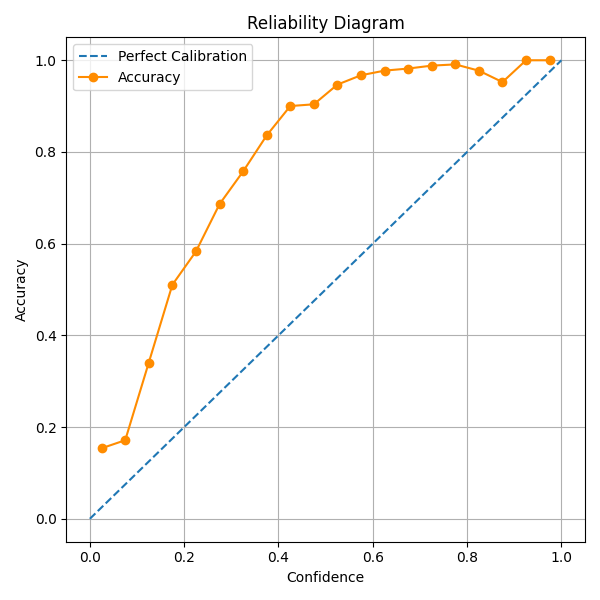 Reliability Diagram
Perfect Calibration
Accuracy
Accuracy
1.0
0.8
0.6
0.4
0.2
0.0
0.0 0.2 0.4 0.6 0.8 1.0
Confidence